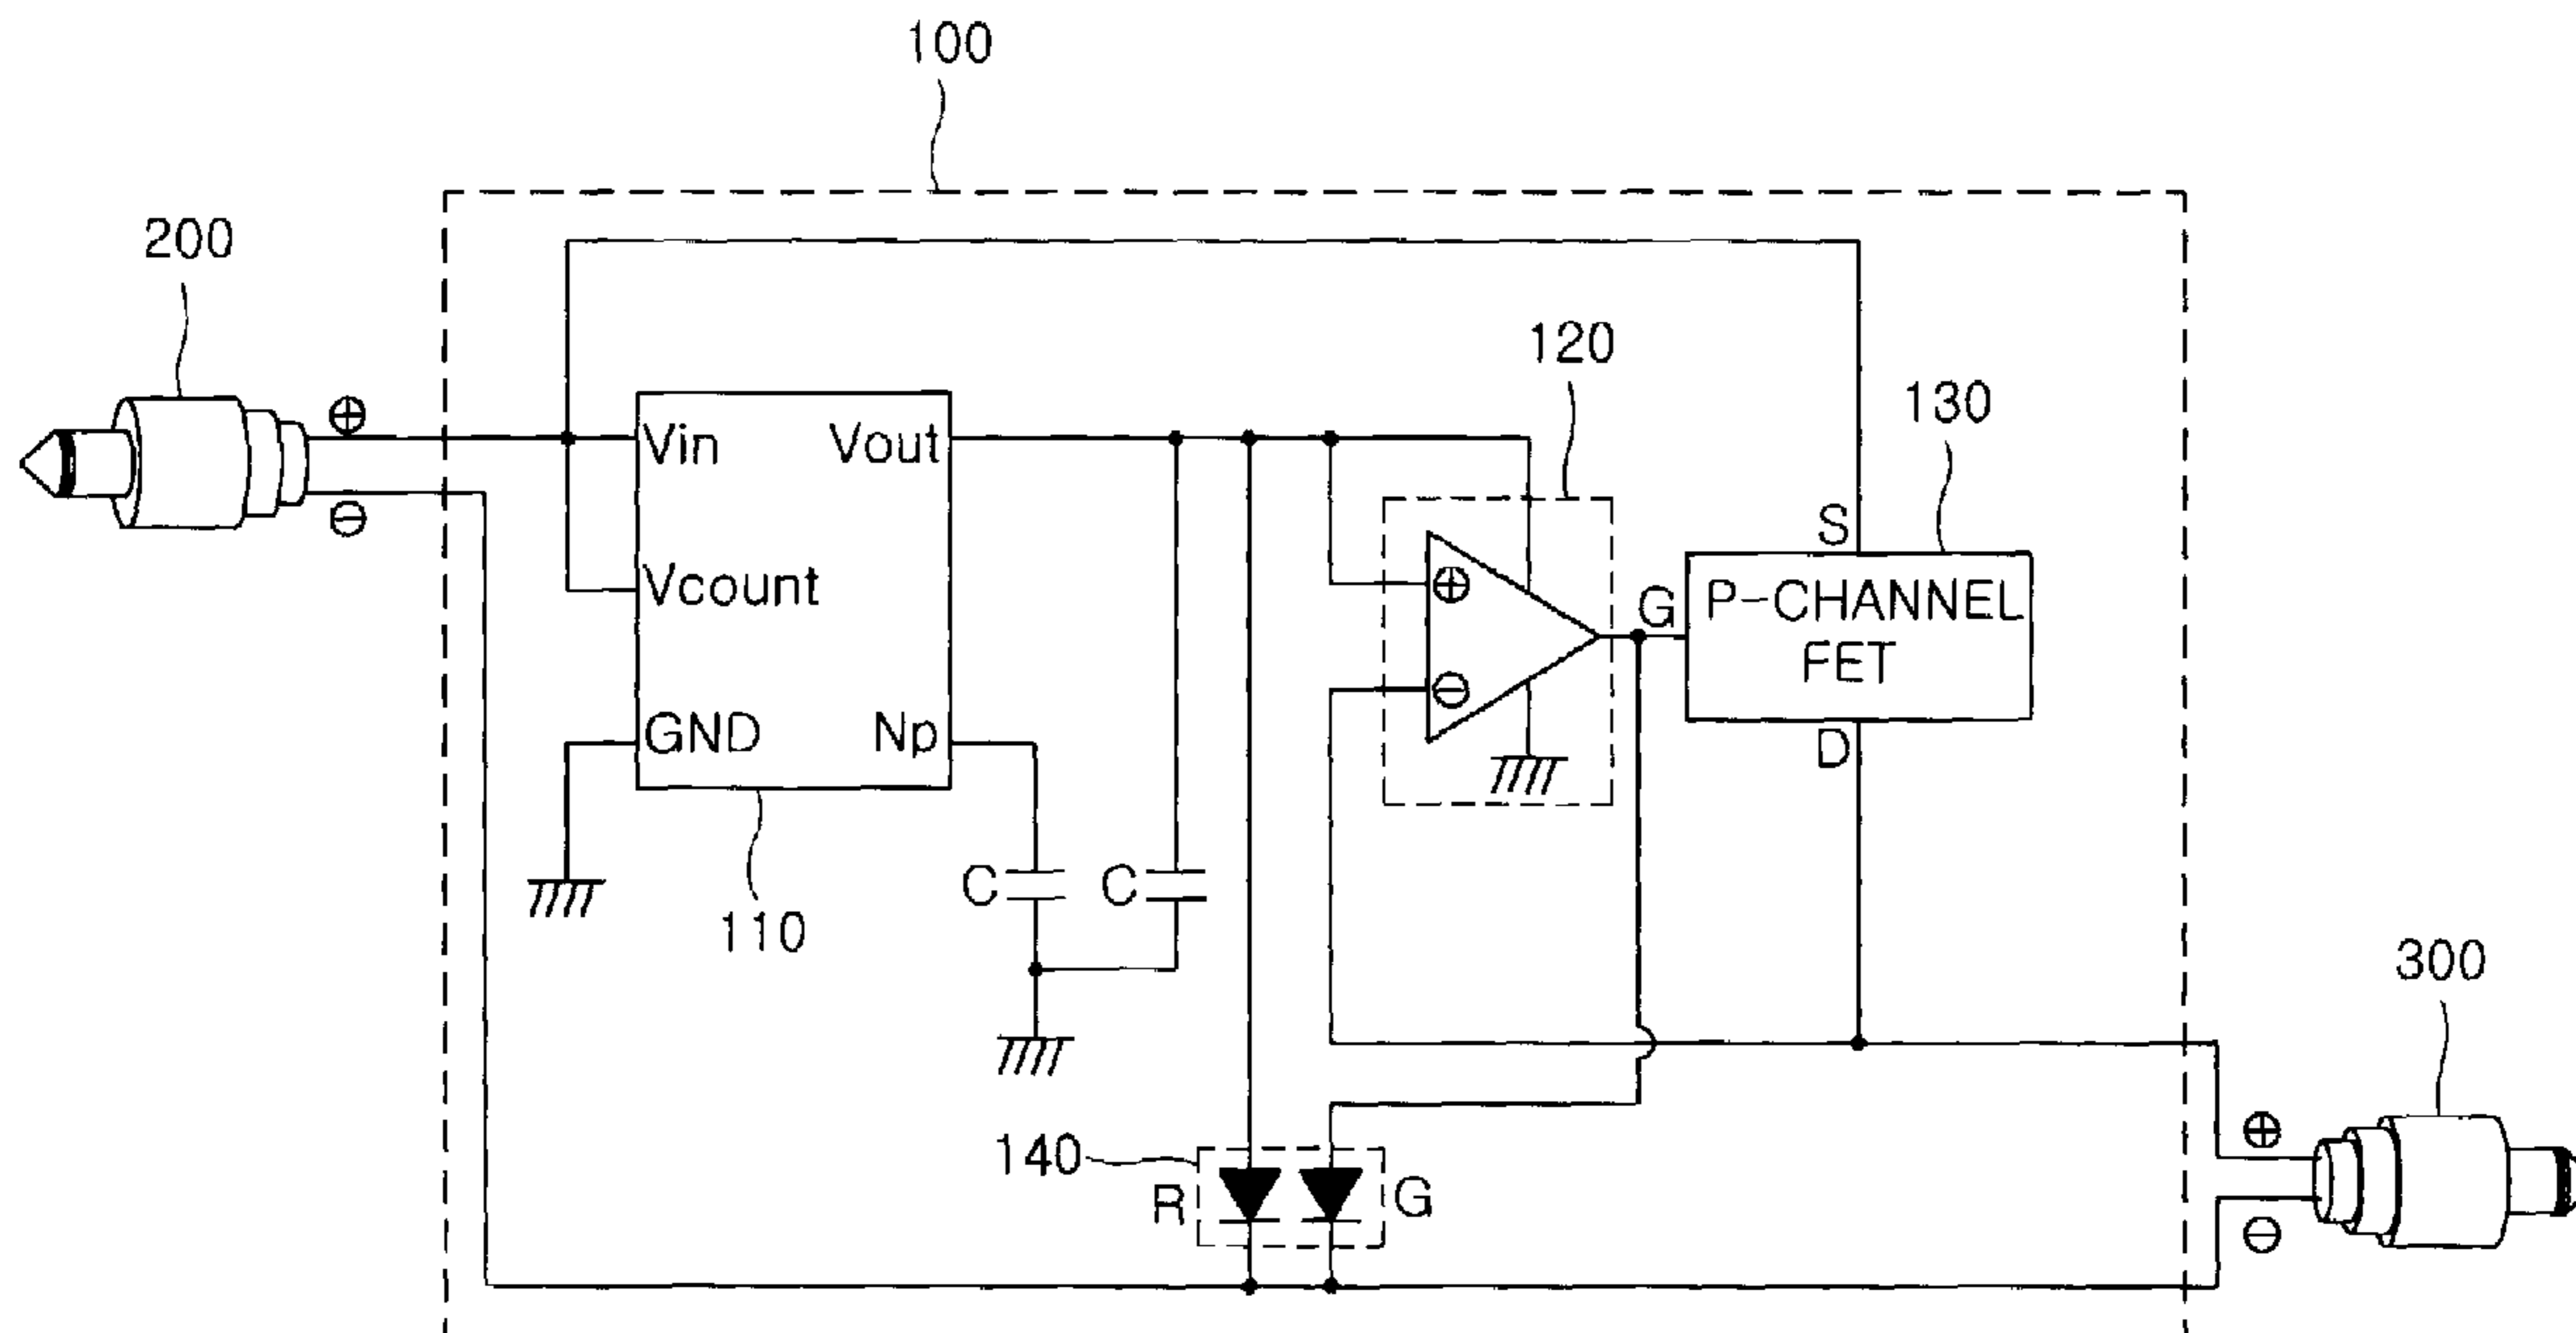 100
200
⊕
⊖
Vin
Vout
Vcount
GND
Np
110
C
C
120
⊕
⊖
130
S
G
P-CHANNEL
FET
D
140
R
G
300
⊕
⊖